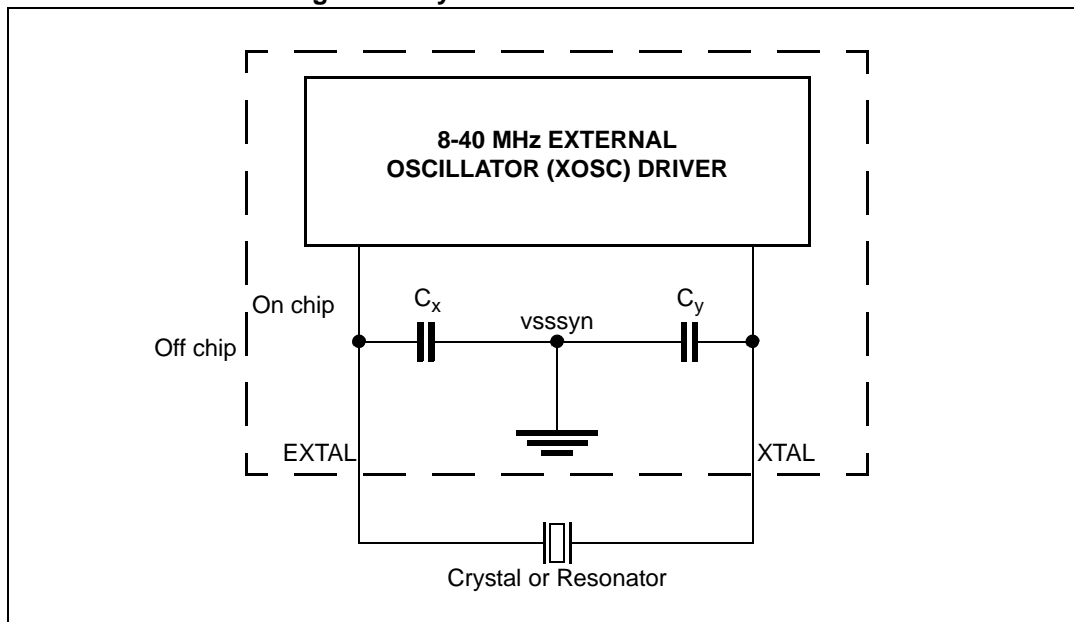 8-40 MHz EXTERNAL
OSCILLATOR (XOSC) DRIVER
On chip
Off chip
Cx
vsssyn
Cy
EXTAL
XTAL
Crystal or Resonator